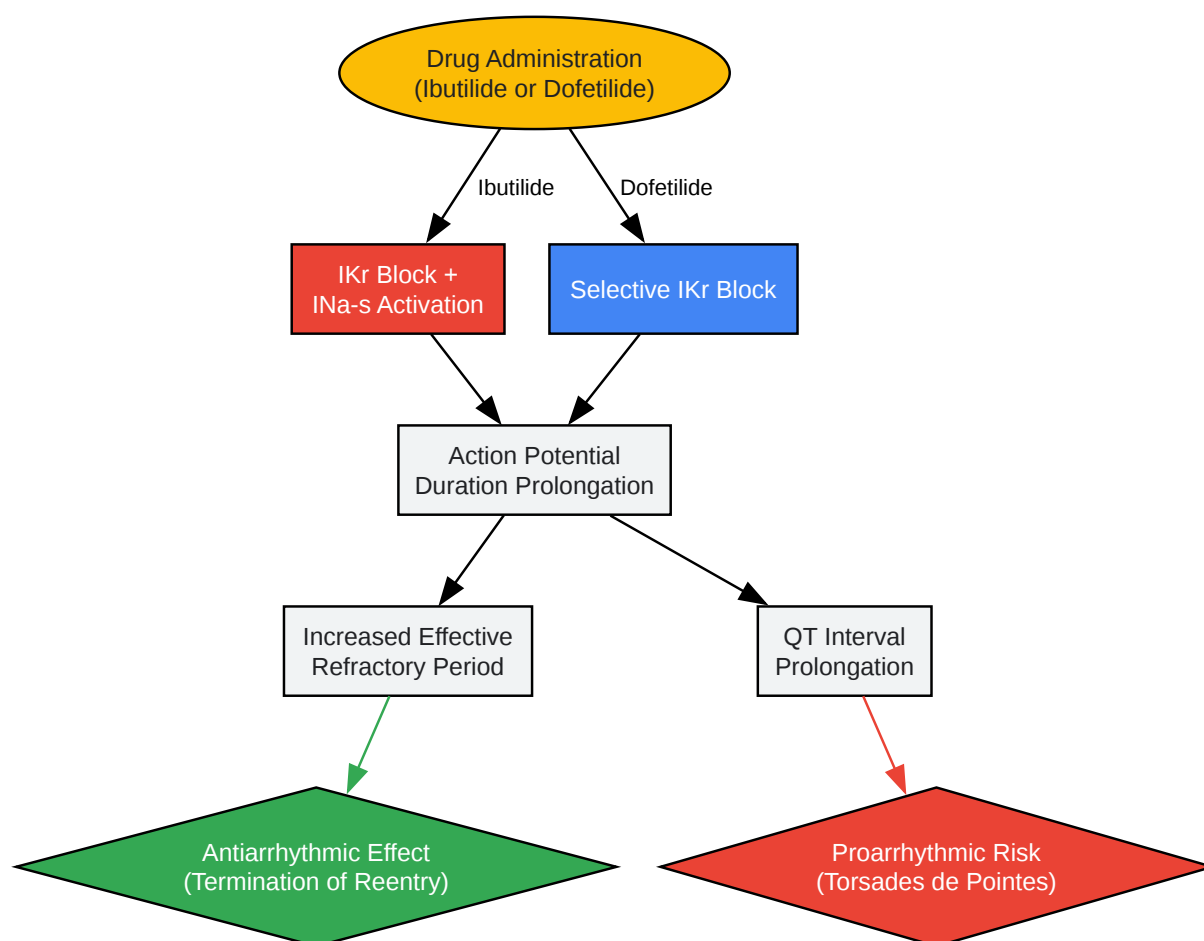 Drug Administration
(Ibutilide or Dofetilide)
Ibutilide
Dofetilide
IKr Block +
INa-s Activation
Selective IKr Block
Action Potential
Duration Prolongation
Increased Effective
Refractory Period
QT Interval
Prolongation
Antiarrhythmic Effect
(Termination of Reentry)
Proarrhythmic Risk
(Torsades de Pointes)